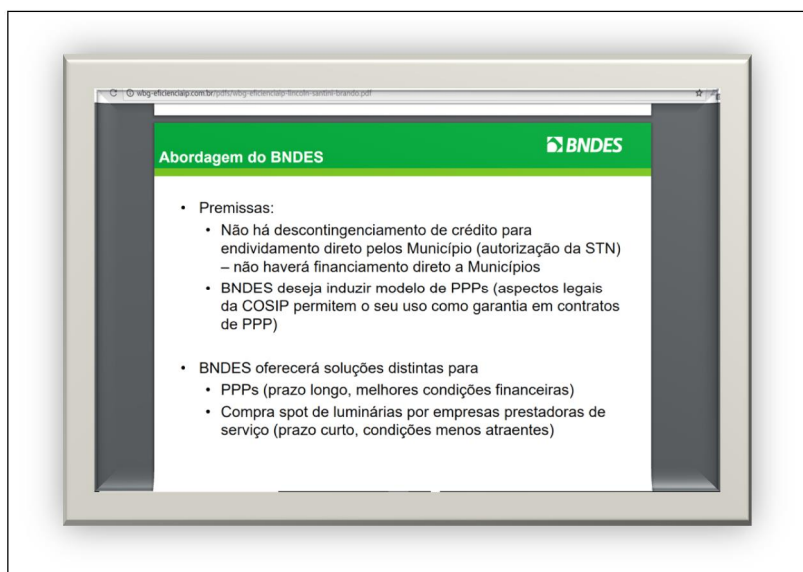 wbg-eficienciaip.com.br/pdfs/wbg-eficienciaip-lincoln-santini-brando.pdf
Abordagem do BNDES
BNDES
• Premissas:
• Não há descontingenciamento de crédito para
endividamento direto pelos Município (autorização da STN)
– não haverá financiamento direto a Municípios
• BNDES deseja induzir modelo de PPPs (aspectos legais
da COSIP permitem o seu uso como garantia em contratos
de PPP)
• BNDES oferecerá soluções distintas para
• PPPs (prazo longo, melhores condições financeiras)
• Compra spot de luminárias por empresas prestadoras de
serviço (prazo curto, condições menos atraentes)